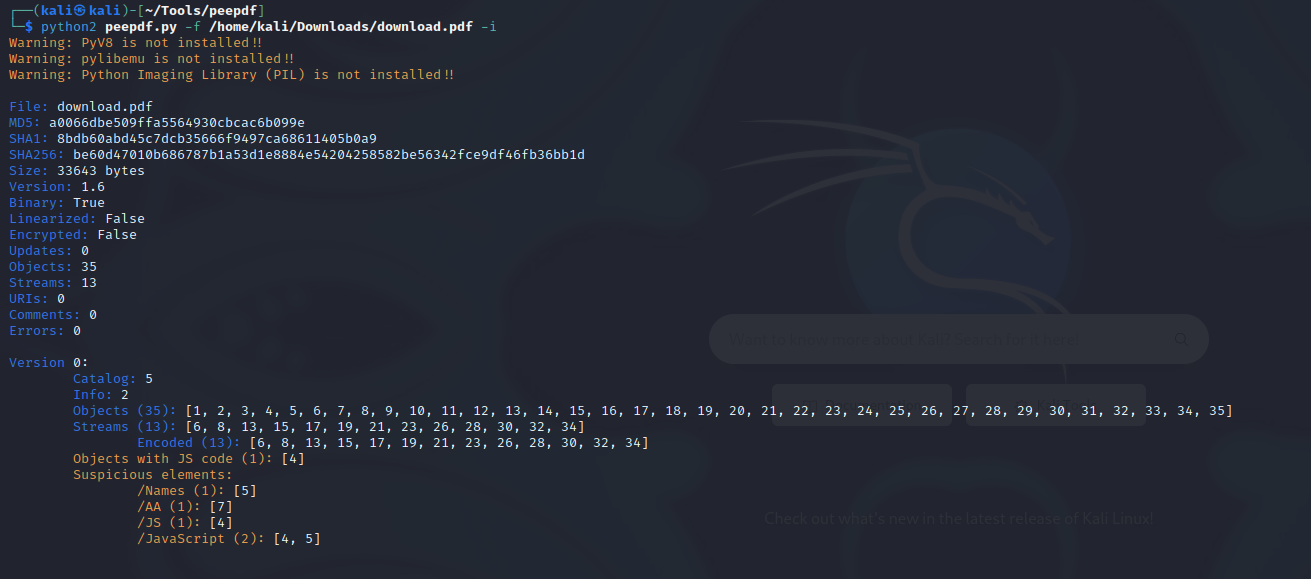 ┌──(kali㉿kali)-[~/Tools/peepdf]
└─$ python2 peepdf.py -f /home/kali/Downloads/download.pdf -i
Warning: PyV8 is not installed!!
Warning: pylibemu is not installed!!
Warning: Python Imaging Library (PIL) is not installed!!
File: download.pdf
MD5: a0066dbe509ffa5564930cbcac6b099e
SHA1: 8bdb60abd45c7dcb35666f9497ca68611405b0a9
SHA256: be60d47010b686787b1a53d1e8884e54204258582be56342fce9df46fb36bb1d
Size: 33643 bytes
Version: 1.6
Binary: True
Linearized: False
Encrypted: False
Updates: 0
Objects: 35
Streams: 13
URIs: 0
Comments: 0
Errors: 0
Version 0:
Catalog: 5
Info: 2
Objects (35): [1, 2, 3, 4, 5, 6, 7, 8, 9, 10, 11, 12, 13, 14, 15, 16, 17, 18, 19, 20, 21, 22, 23, 24, 25, 26, 27, 28, 29, 30, 31, 32, 33, 34, 35]
Streams (13): [6, 8, 13, 15, 17, 19, 21, 23, 26, 28, 30, 32, 34]
Encoded (13): [6, 8, 13, 15, 17, 19, 21, 23, 26, 28, 30, 32, 34]
Objects with JS code (1): [4]
Suspicious elements:
/Names (1): [5]
/AA (1): [7]
/JS (1): [4]
/JavaScript (2): [4, 5]
Want to know more about Kali? Search
Check out what's new in the latest release of Kali Linux!